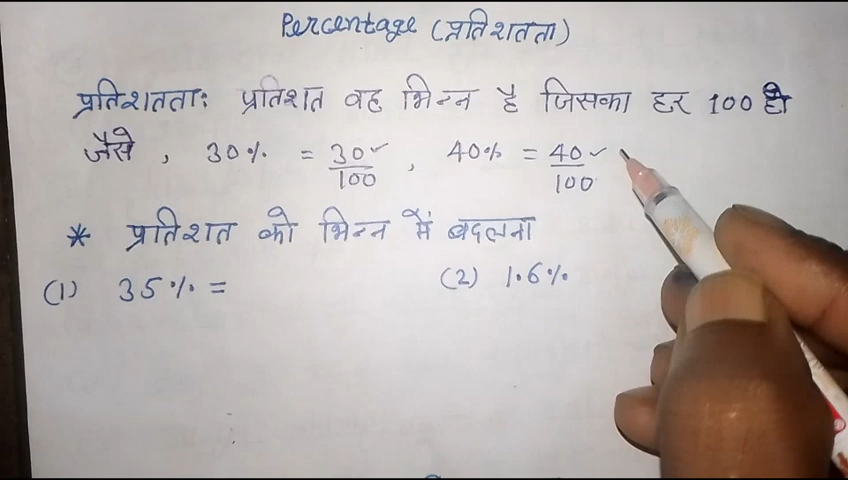 Percentage (प्रतिशतता)
प्रतिशतता: प्रतिशत वह भिन्न है जिसका हर 100 हो
जैसे , 30% = 30/100 , 40% = 40/100
* प्रतिशत को भिन्न में बदलना
(1) 35% = (2) 1.6%